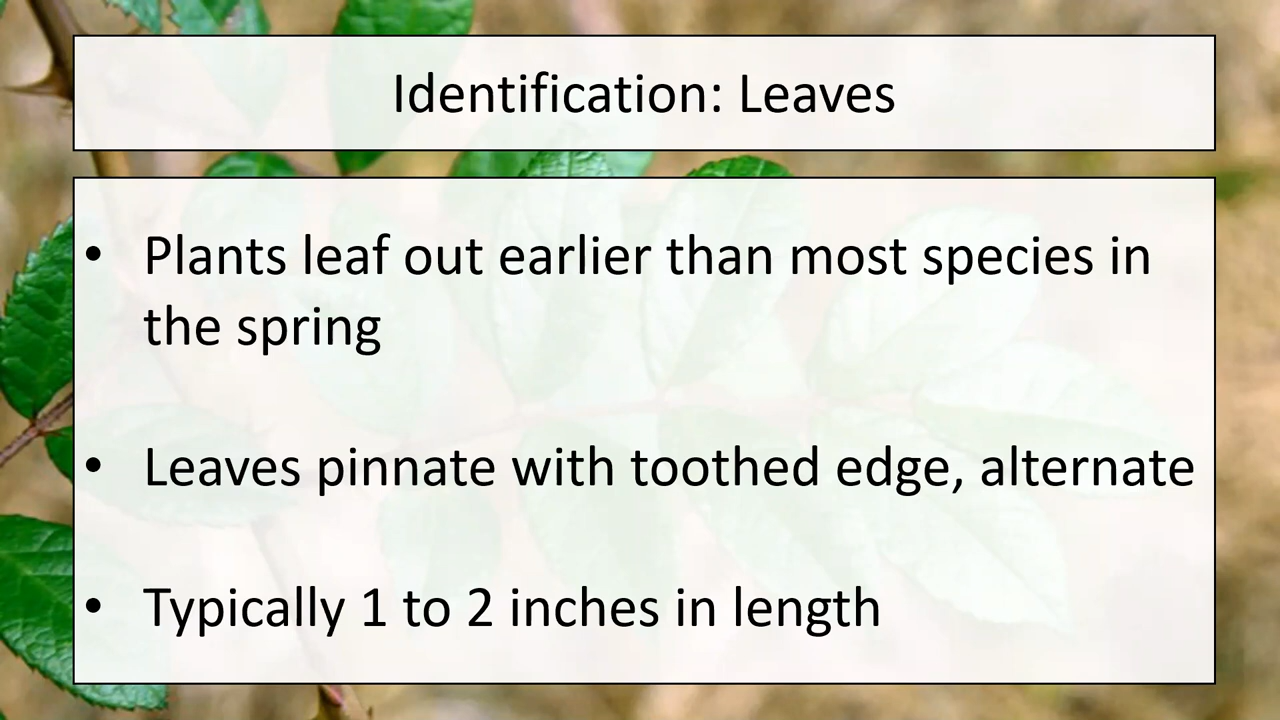 Identification: Leaves
• Plants leaf out earlier than most species in
the spring
• Leaves pinnate with toothed edge, alternate
• Typically 1 to 2 inches in length